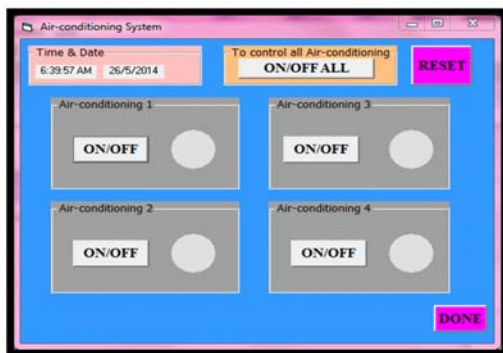 Air-conditioning System
Time & Date
6:39:57 AM 26/5/2014
To control all Air-conditioning
ON/OFF ALL
RESET
Air-conditioning 1
ON/OFF
Air-conditioning 3
ON/OFF
Air-conditioning 2
ON/OFF
Air-conditioning 4
ON/OFF
DONE